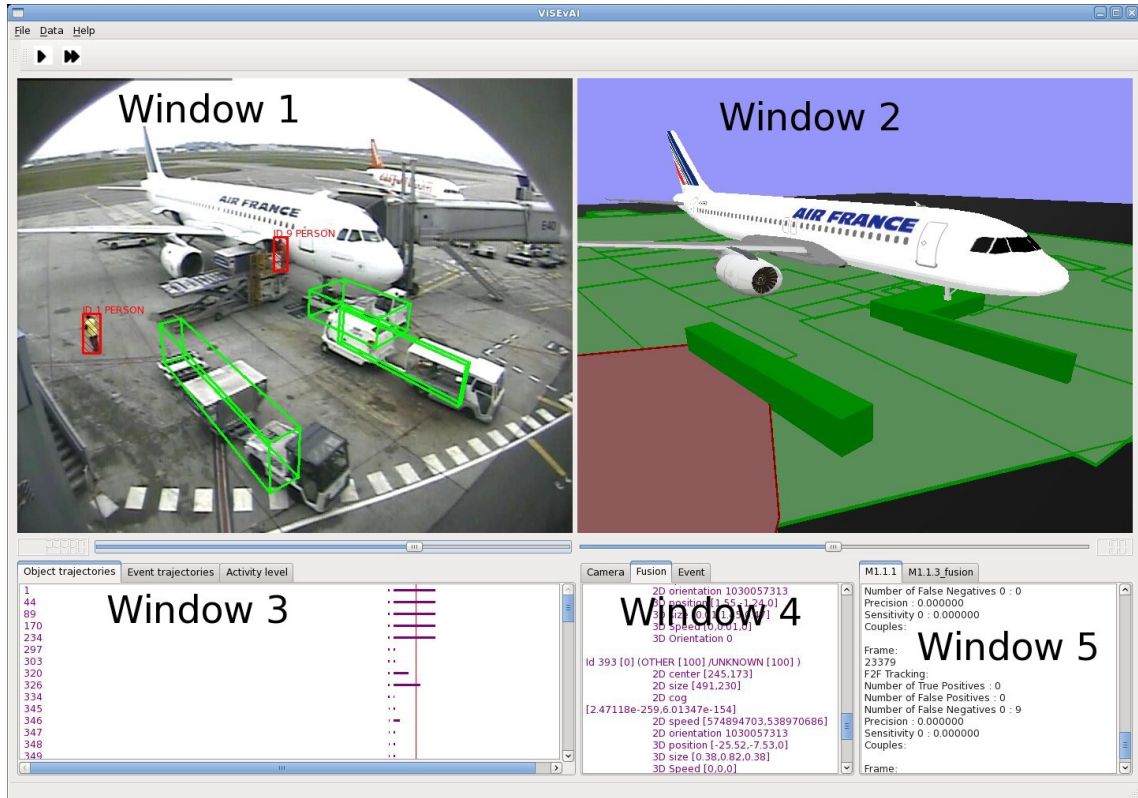 VISEvAI
File Data Help
Window 1
AIR FRANCE
easyJet
E40
ID 9 PERSON
ID 1 PERSON
Window 2
AIR FRANCE
Object trajectories Event trajectories Activity level
Window 3
1
44
89
170
234
297
303
320
326
334
345
346
347
348
349
Camera Fusion Event
Window 4
2D orientation 1030057313
3D Speed [0,0.01,0]
3D Orientation 0
Id 393 [0] (OTHER [100] /UNKNOWN [100] )
2D center [245,173]
2D size [491,230]
2D cog
[2.47118e-259,6.01347e-154]
2D speed [574894703,538970686]
2D orientation 1030057313
3D position [-25.52,-7.53,0]
3D size [0.38,0.82,0.38]
3D Speed [0,0,0]
M1.1.1 M1.1.3_fusion
Window 5
Number of False Negatives 0 : 0
Precision : 0.000000
Sensitivity 0 : 0.000000
Couples:
Frame:
23379
F2F Tracking:
Number of True Positives : 0
Number of False Positives : 0
Number of False Negatives 0 : 9
Precision : 0.000000
Sensitivity 0 : 0.000000
Couples:
Frame: